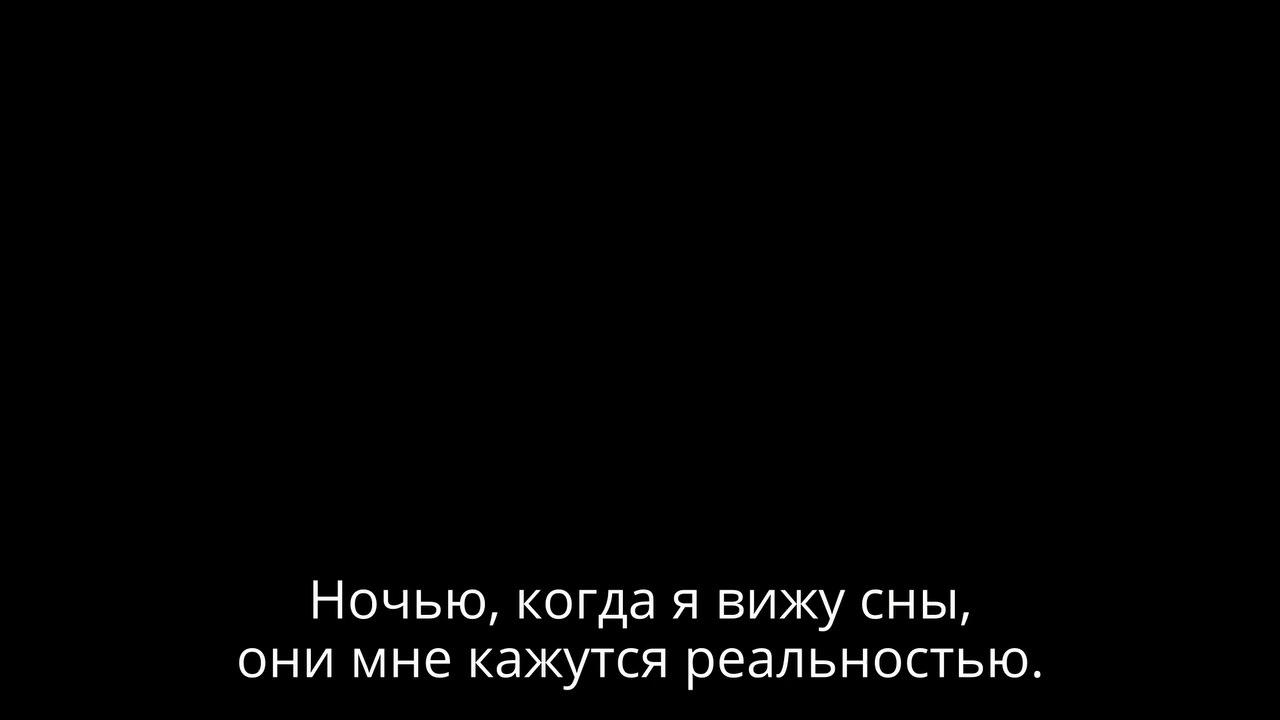 Ночью, когда я вижу сны,
они мне кажутся реальностью.